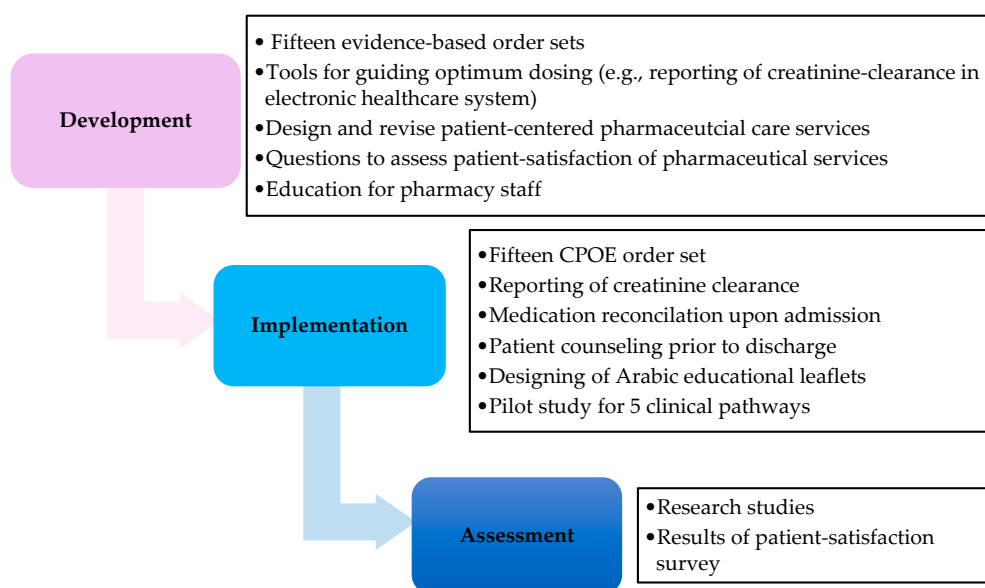 Development
• Fifteen evidence-based order sets
•Tools for guiding optimum dosing (e.g., reporting of creatinine-clearance in
electronic healthcare system)
•Design and revise patient-centered pharmaceutcial care services
•Questions to assess patient-satisfaction of pharmaceutical services
•Education for pharmacy staff
Implementation
•Fifteen CPOE order set
•Reporting of creatinine clearance
•Medication reconcilation upon admission
•Patient counseling prior to discharge
•Designing of Arabic educational leaflets
•Pilot study for 5 clinical pathways
Assessment
•Research studies
•Results of patient-satisfaction
survey